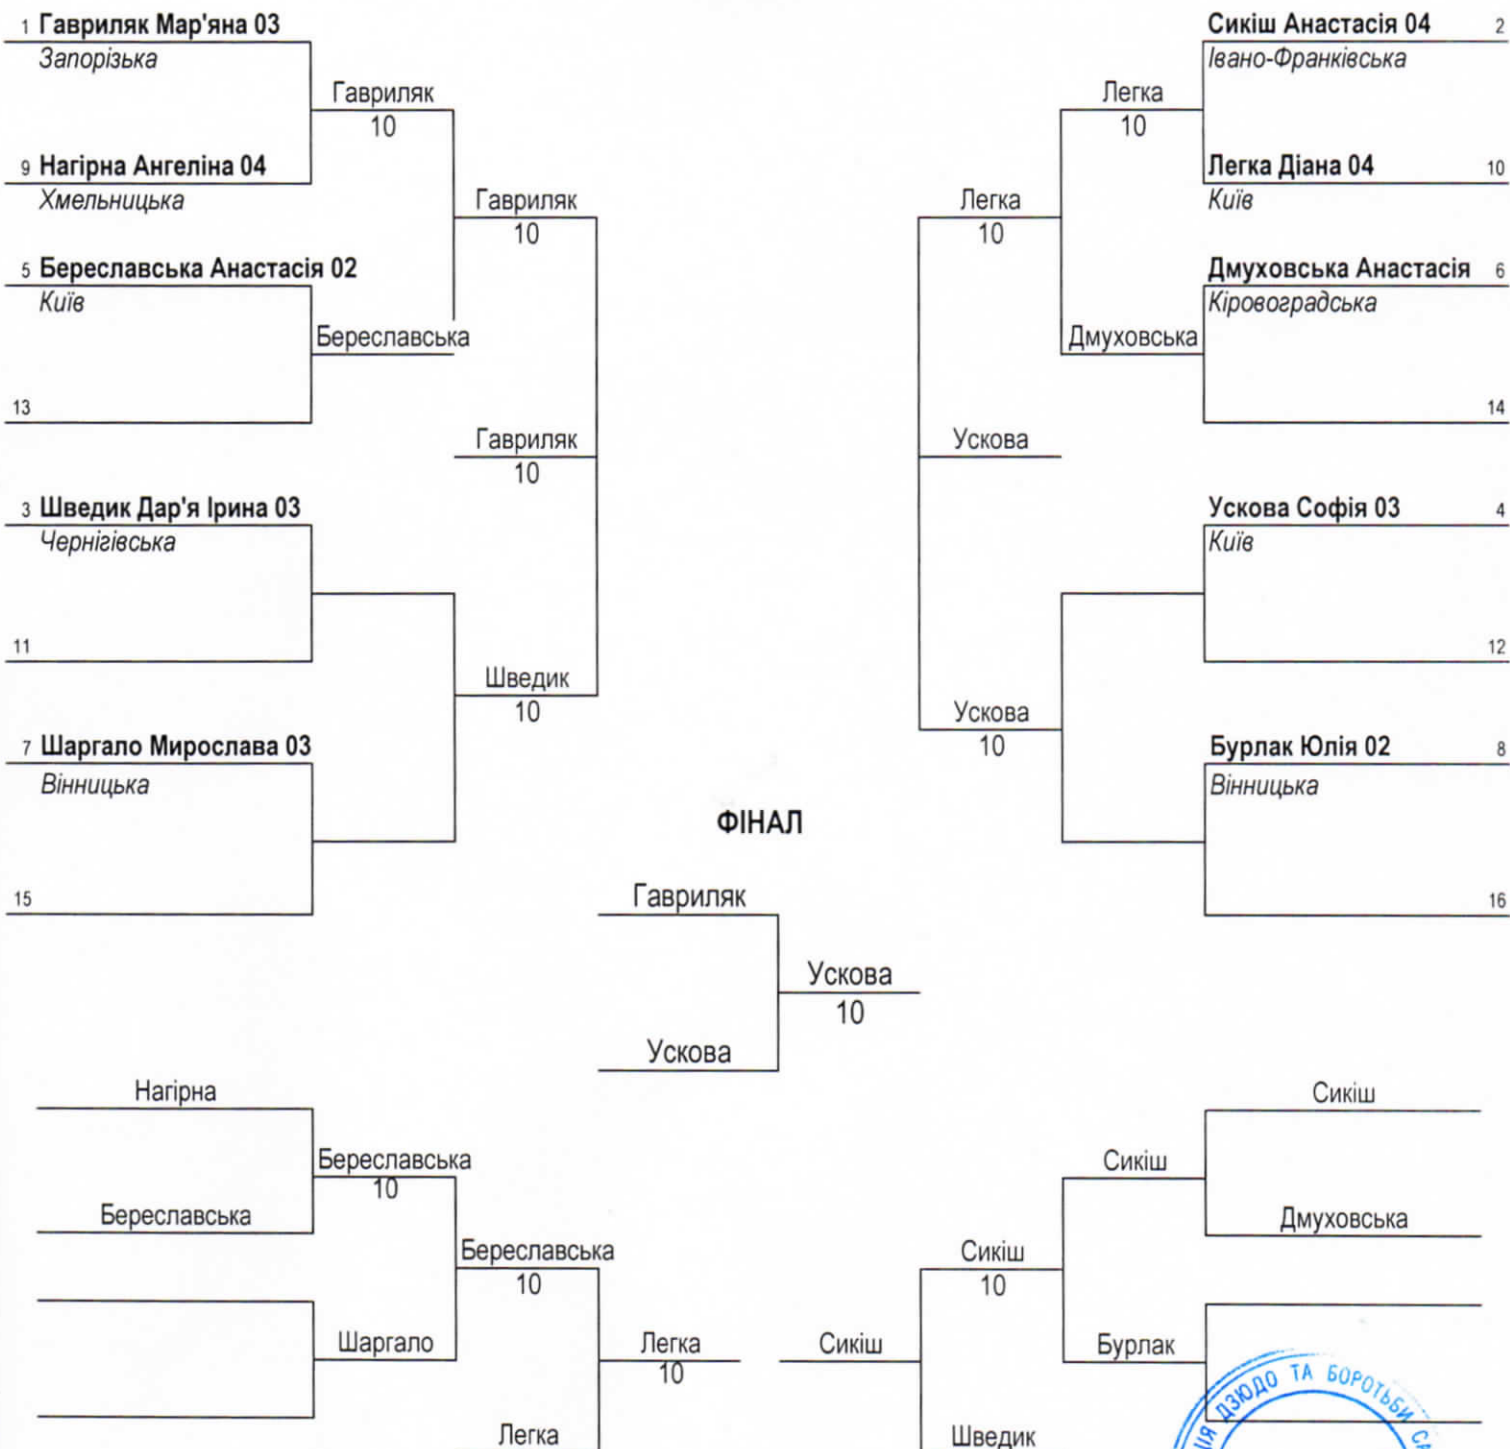 1 Гавриляк Мар'яна 03
Запорізька
Гавриляк
10
9 Нагірна Ангеліна 04
Хмельницька
Гавриляк
10
5 Береславська Анастасія 02
Київ
Береславська
13
Гавриляк
10
3 Шведик Дар'я Ірина 03
Чернігівська
11
Шведик
10
7 Шаргало Мирослава 03
Вінницька
15
Сикіш Анастасія 04 2
Івано-Франківська
Легка
10
Легка Діана 04 10
Київ
Легка
10
Дмуховська Анастасія 6
Кіровоградська
Дмуховська
14
Ускова
Ускова Софія 03 4
Київ
12
Ускова
10
Бурлак Юлія 02 8
Вінницька
16
ФІНАЛ
Гавриляк
Ускова
10
Ускова
Нагірна
Береславська
10
Береславська
Береславська
10
Шаргало
Легка
10
Легка
Сикіш
Сикіш
Дмуховська
Сикіш
10
Сикіш
Бурлак
Шведик
ДЗЮДО ТА БОРОТЬБИ